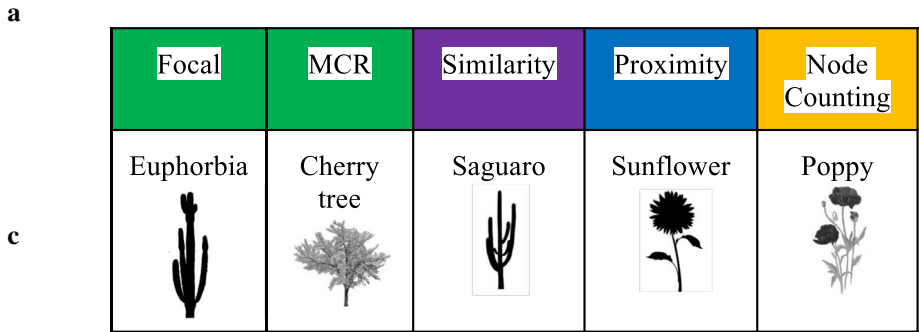 a
Focal MCR Similarity Proximity Node
Counting
Euphorbia Cherry Saguaro Sunflower Poppy
tree
c